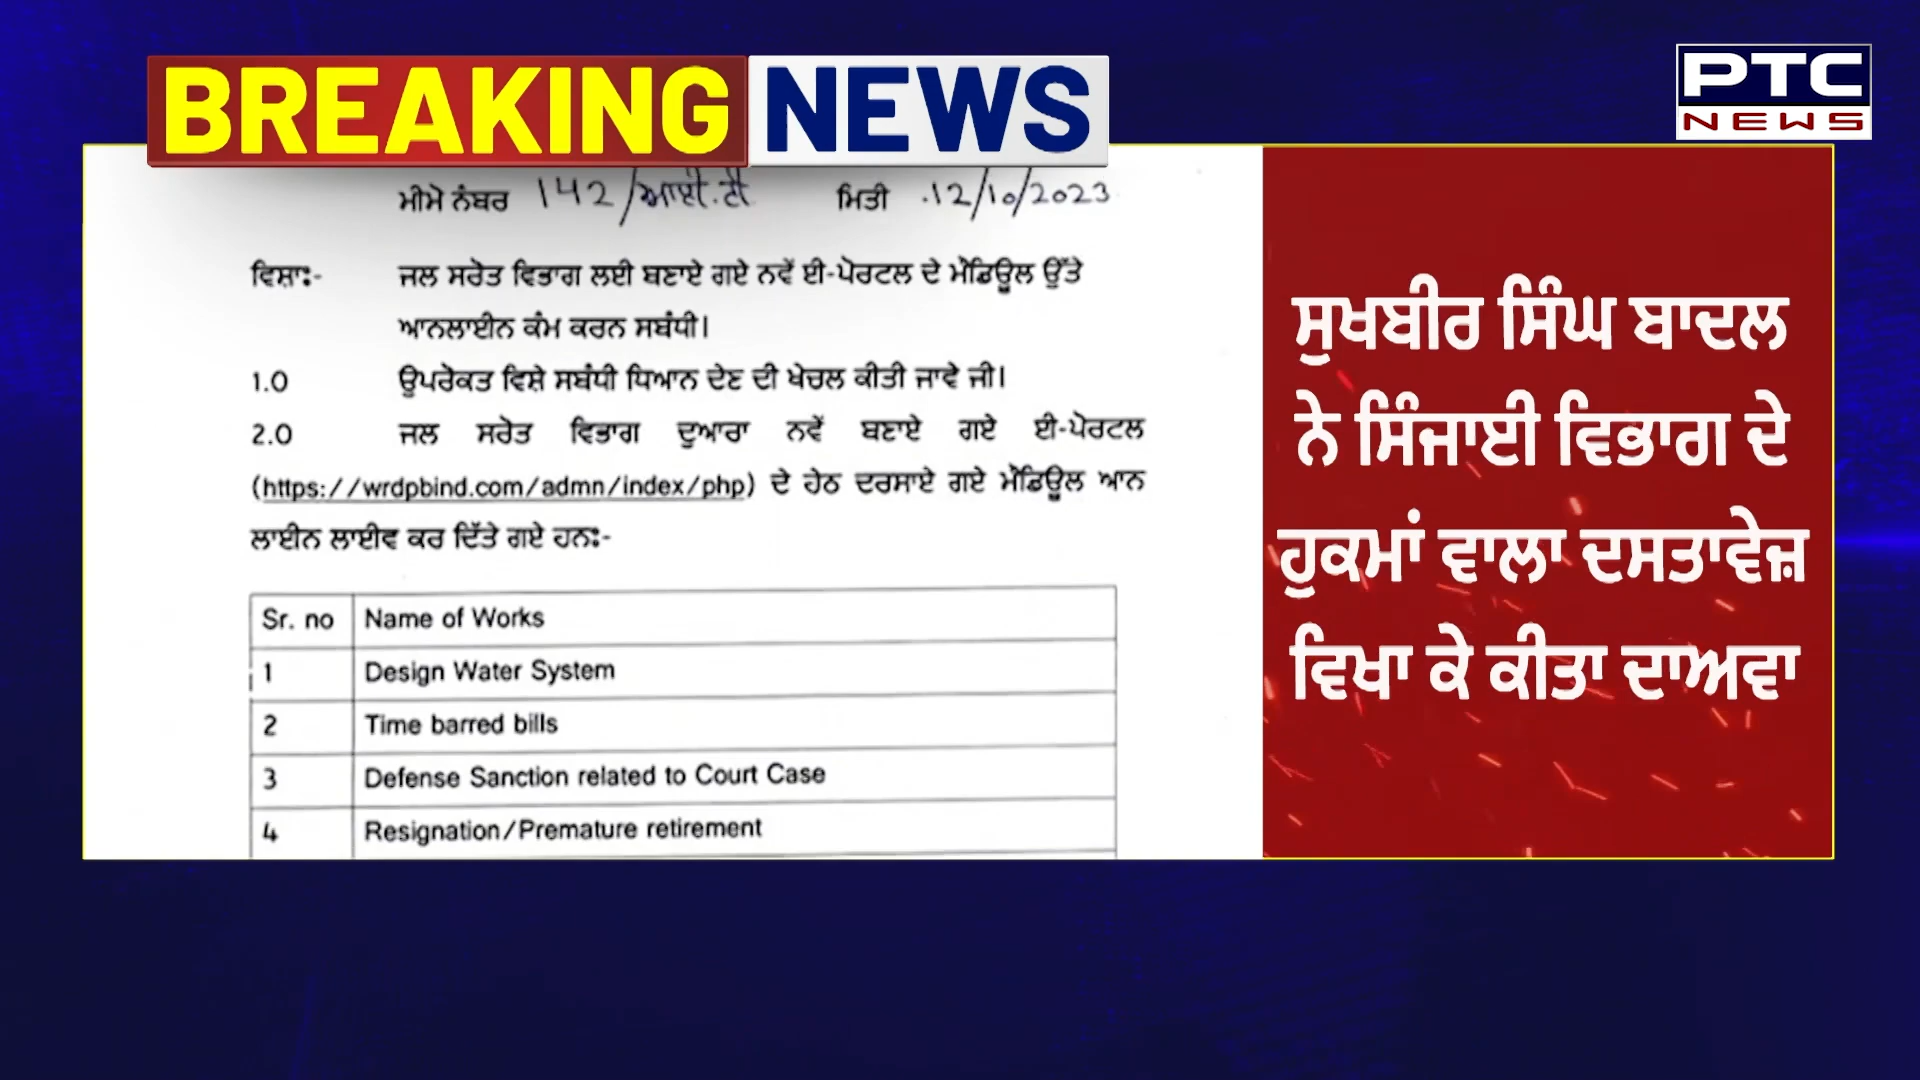 BREAKING NEWS
PTC
NEWS
ਮੀਮੋ ਨੰਬਰ 142/ਆਈ.ਟੀ ਮਿਤੀ .12/10/2023
ਵਿਸ਼ਾਃ- ਜਲ ਸਰੋਤ ਵਿਭਾਗ ਲਈ ਬਣਾਏ ਗਏ ਨਵੇਂ ਈ-ਪੋਰਟਲ ਦੇ ਮੌਡਿਊਲ ਉੱਤੇ
ਆਨਲਾਈਨ ਕੰਮ ਕਰਨ ਸਬੰਧੀ।
1.0 ਉਪਰੋਕਤ ਵਿਸ਼ੇ ਸਬੰਧੀ ਧਿਆਨ ਦੇਣ ਦੀ ਖੇਚਲ ਕੀਤੀ ਜਾਵੇ ਜੀ।
2.0 ਜਲ ਸਰੋਤ ਵਿਭਾਗ ਦੁਆਰਾ ਨਵੇਂ ਬਣਾਏ ਗਏ ਈ-ਪੋਰਟਲ
(https://wrdpbind.com/admn/index/php) ਦੇ ਹੇਠ ਦਰਸਾਏ ਗਏ ਮੌਡਿਊਲ ਆਨ
ਲਾਈਨ ਲਾਈਵ ਕਰ ਦਿੱਤੇ ਗਏ ਹਨਃ-
Sr. no Name of Works
1 Design Water System
2 Time barred bills
3 Defense Sanction related to Court Case
4 Resignation/Premature retirement
ਸੁਖਬੀਰ ਸਿੰਘ ਬਾਦਲ
ਨੇ ਸਿੰਜਾਈ ਵਿਭਾਗ ਦੇ
ਹੁਕਮਾਂ ਵਾਲਾ ਦਸਤਾਵੇਜ਼
ਵਿਖਾ ਕੇ ਕੀਤਾ ਦਾਅਵਾ